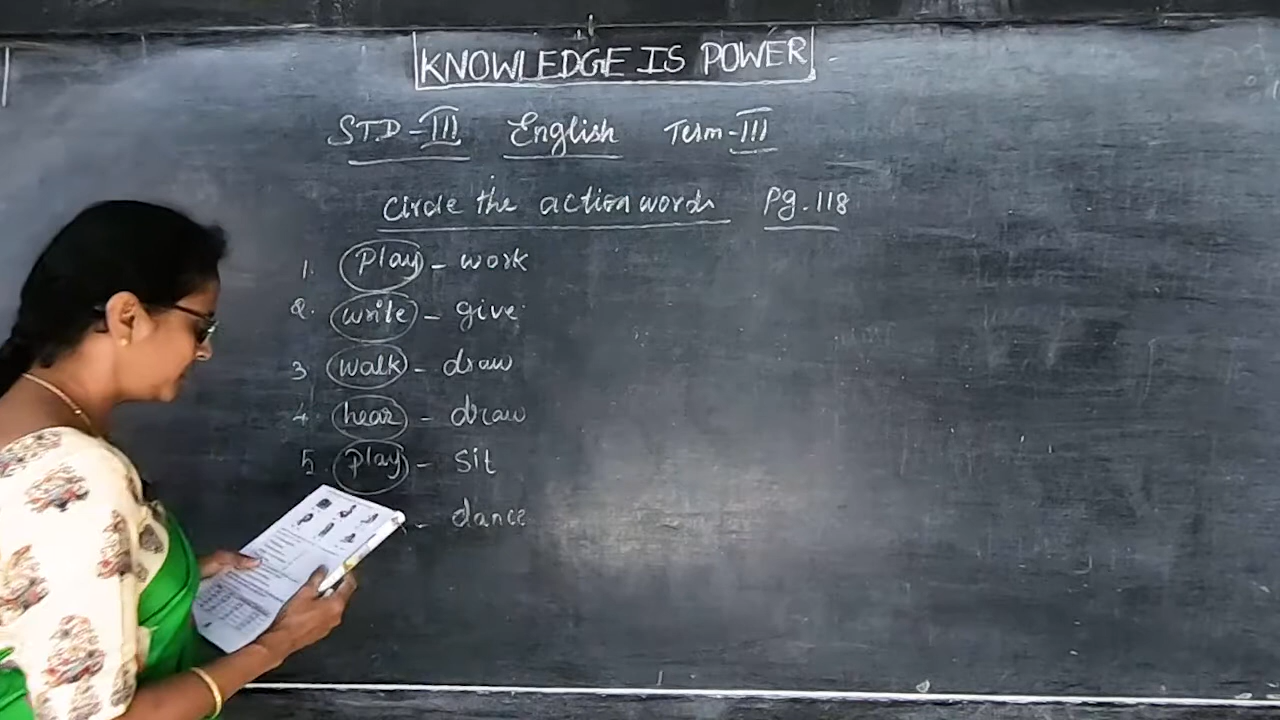 KNOWLEDGE IS POWER
STD-III English Term-III
circle the action words Pg. 118
1. play - work
2. write - give
3 walk - draw
4. hear - draw
5. play - sit
- dance